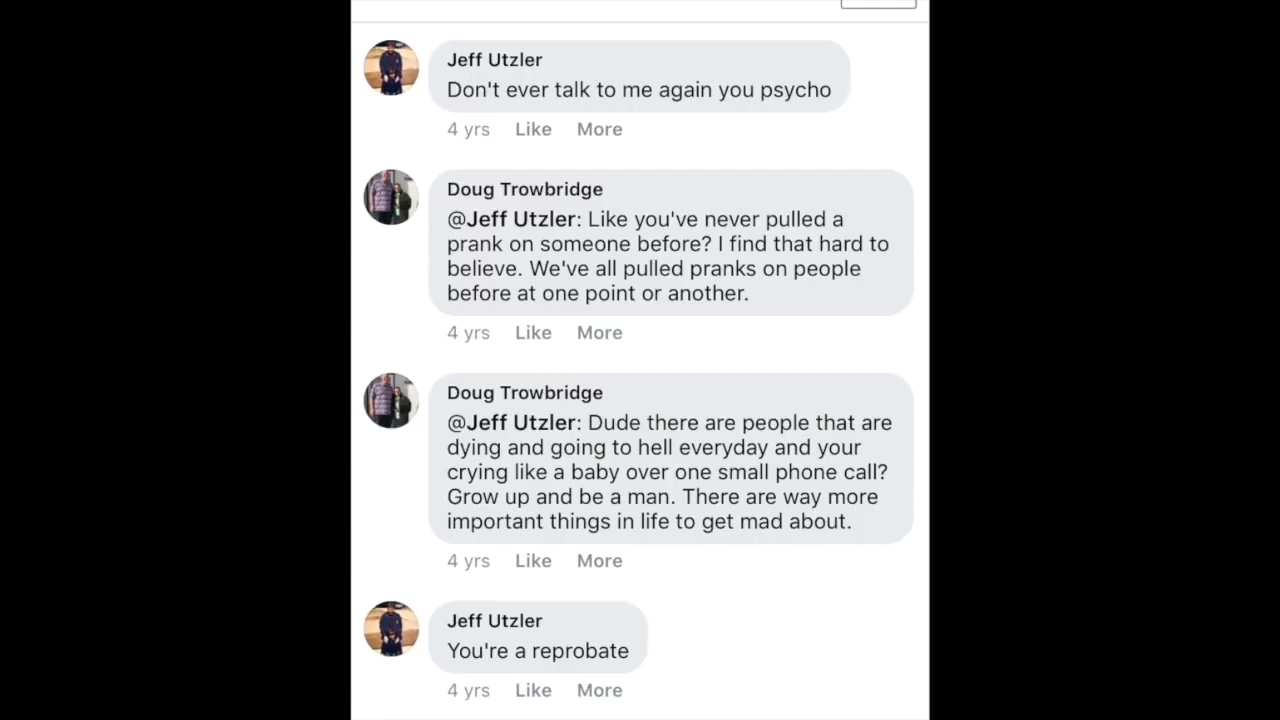 Jeff Utzler
Don't ever talk to me again you psycho
4 yrs Like More
Doug Trowbridge
@Jeff Utzler: Like you've never pulled a
prank on someone before? I find that hard to
believe. We've all pulled pranks on people
before at one point or another.
4 yrs Like More
Doug Trowbridge
@Jeff Utzler: Dude there are people that are
dying and going to hell everyday and your
crying like a baby over one small phone call?
Grow up and be a man. There are way more
important things in life to get mad about.
4 yrs Like More
Jeff Utzler
You're a reprobate
4 yrs Like More